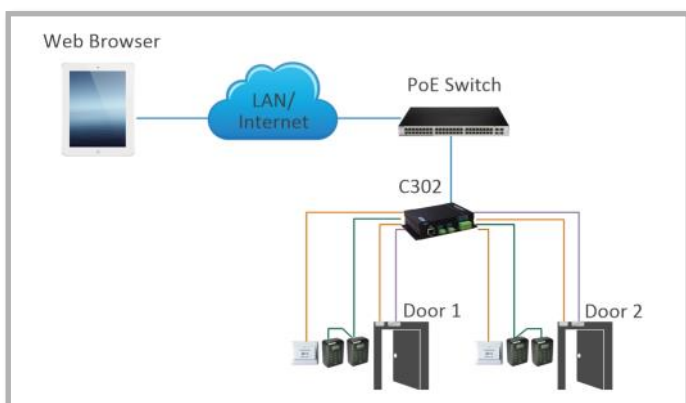 Web Browser
LAN/
Internet
PoE Switch
C302
Door 1
Door 2